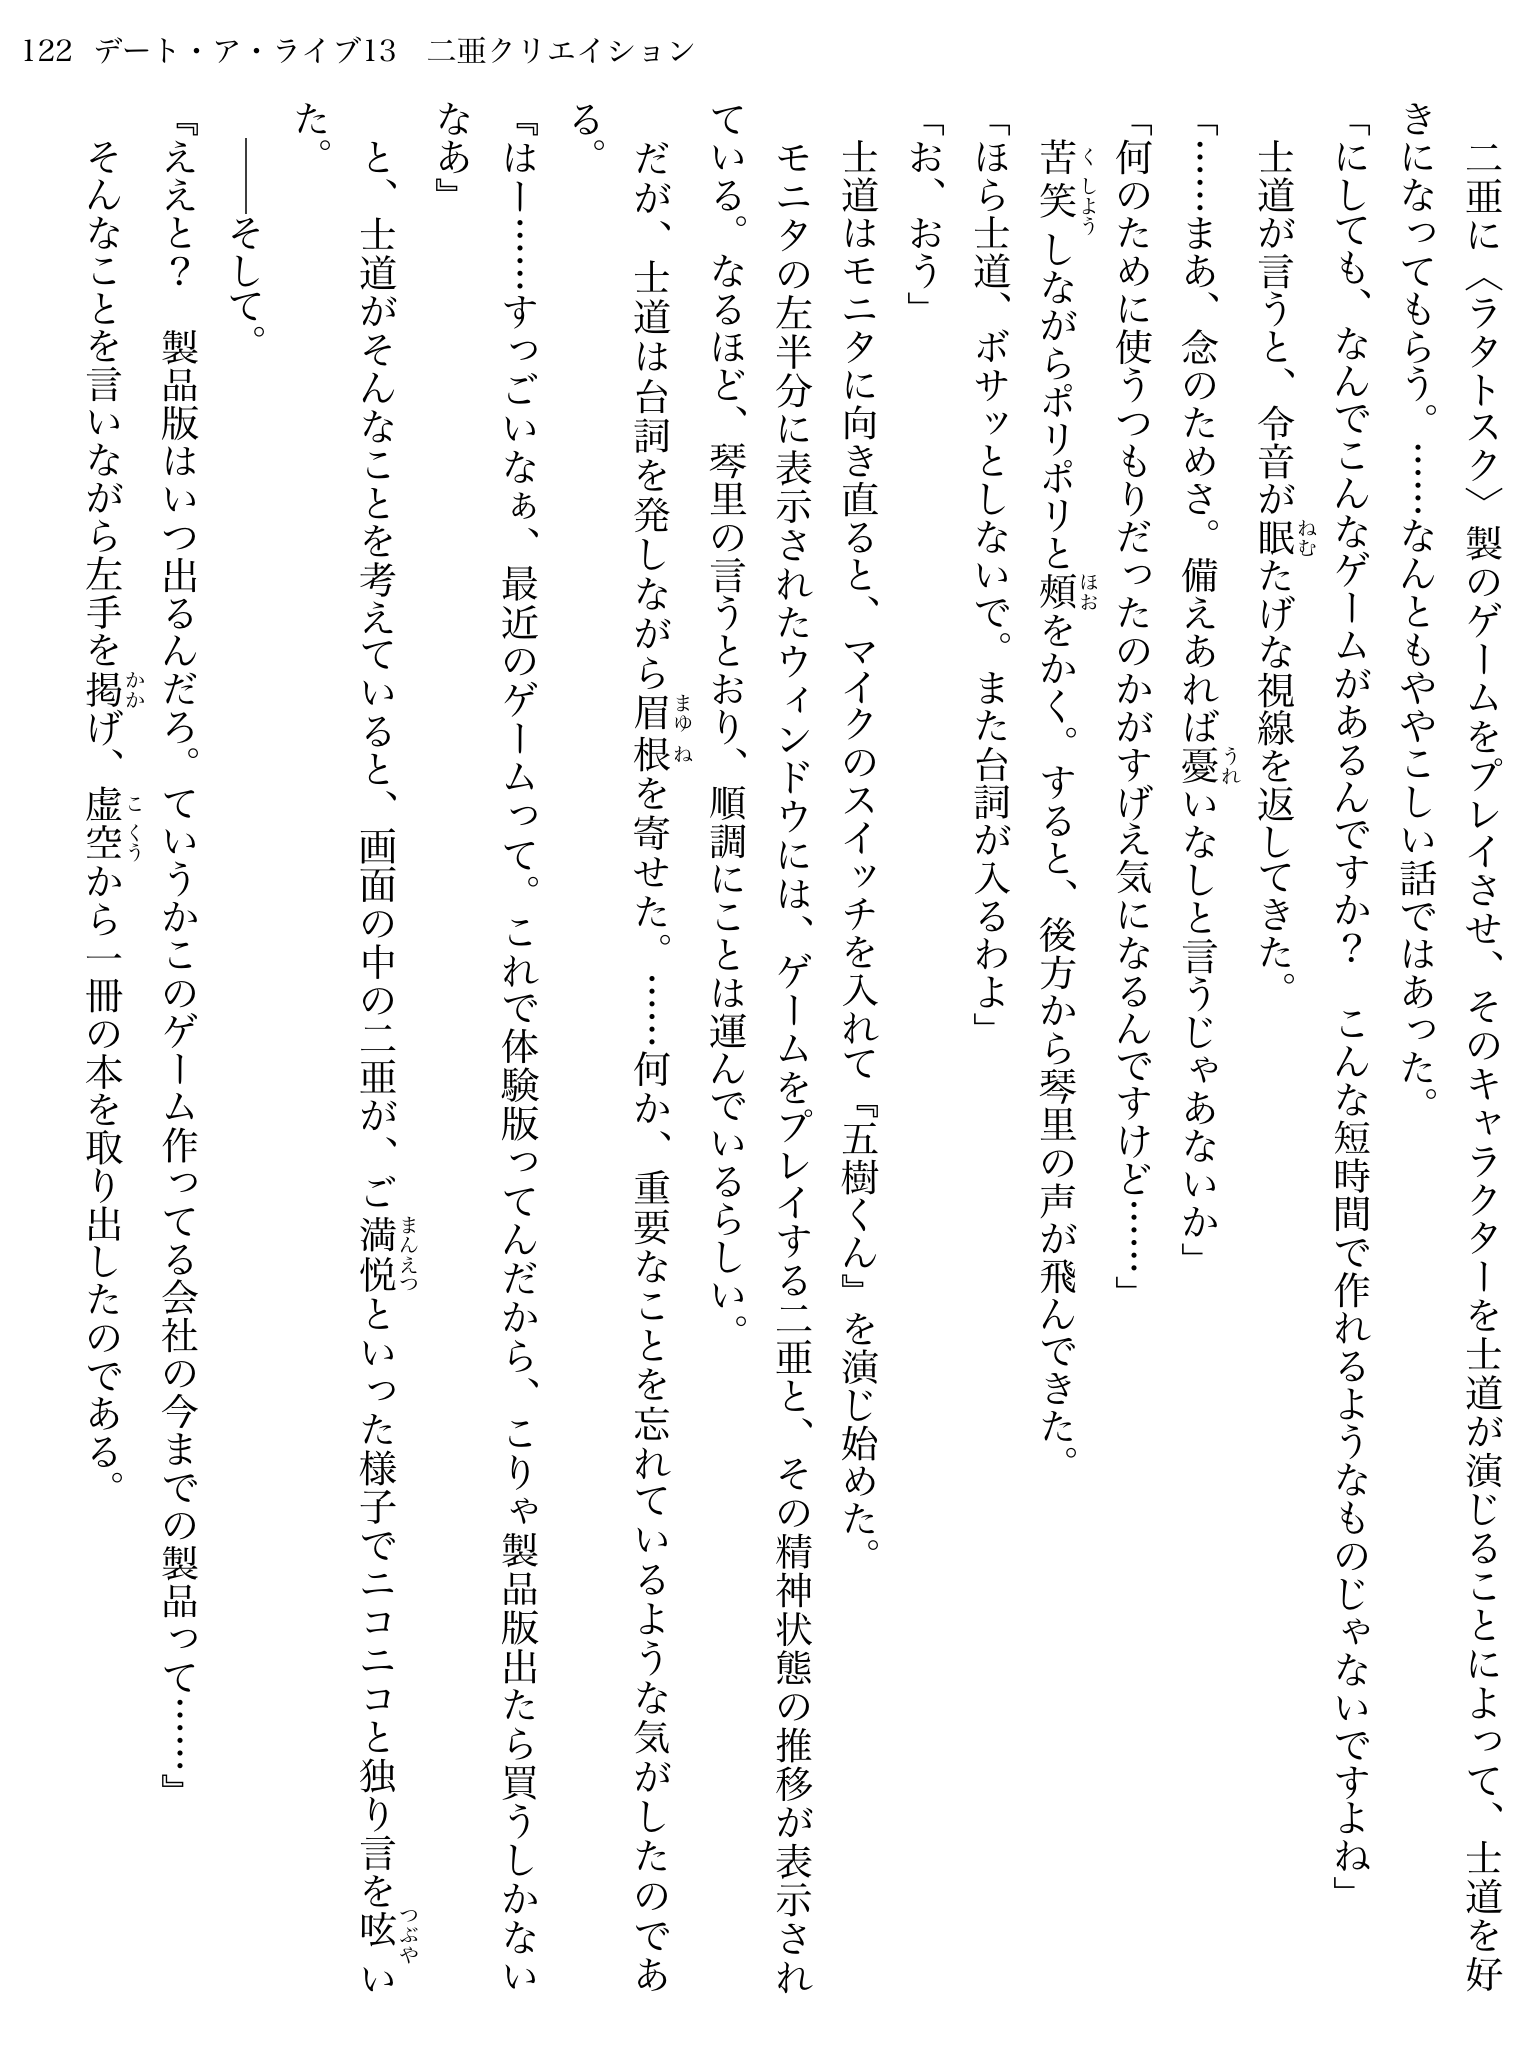 122 デート・ア・ライブ13　二亜クリエイション
　二亜に〈ラタトスク〉製のゲームをプレイさせ、そのキャラクターを士道が演じることによって、士道を好
きになってもらう。……なんともややこしい話ではあった。
「にしても、なんでこんなゲームがあるんですか？　こんな短時間で作れるようなものじゃないですよね」
　士道が言うと、令音が眠たげな視線を返してきた。
「……まあ、念のためさ。備えあれば憂いなしと言うじゃあないか」
「何のために使うつもりだったのかがすげえ気になるんですけど……」
　苦笑しながらポリポリと頰をかく。すると、後方から琴里の声が飛んできた。
「ほら士道、ボサッとしないで。また台詞が入るわよ」
「お、おう」
　士道はモニタに向き直ると、マイクのスイッチを入れて『五樹くん』を演じ始めた。
　モニタの左半分に表示されたウィンドウには、ゲームをプレイする二亜と、その精神状態の推移が表示され
ている。なるほど、琴里の言うとおり、順調にことは運んでいるらしい。
　だが、士道は台詞を発しながら眉根を寄せた。……何か、重要なことを忘れているような気がしたのであ
る。
『はー……すっごいなぁ、最近のゲームって。これで体験版ってんだから、こりゃ製品版出たら買うしかない
なあ』
　と、士道がそんなことを考えていると、画面の中の二亜が、ご満悦といった様子でニコニコと独り言を呟い
た。
　――そして。
『ええと？　製品版はいつ出るんだろ。ていうかこのゲーム作ってる会社の今までの製品って……』
　そんなことを言いながら左手を掲げ、虚空から一冊の本を取り出したのである。